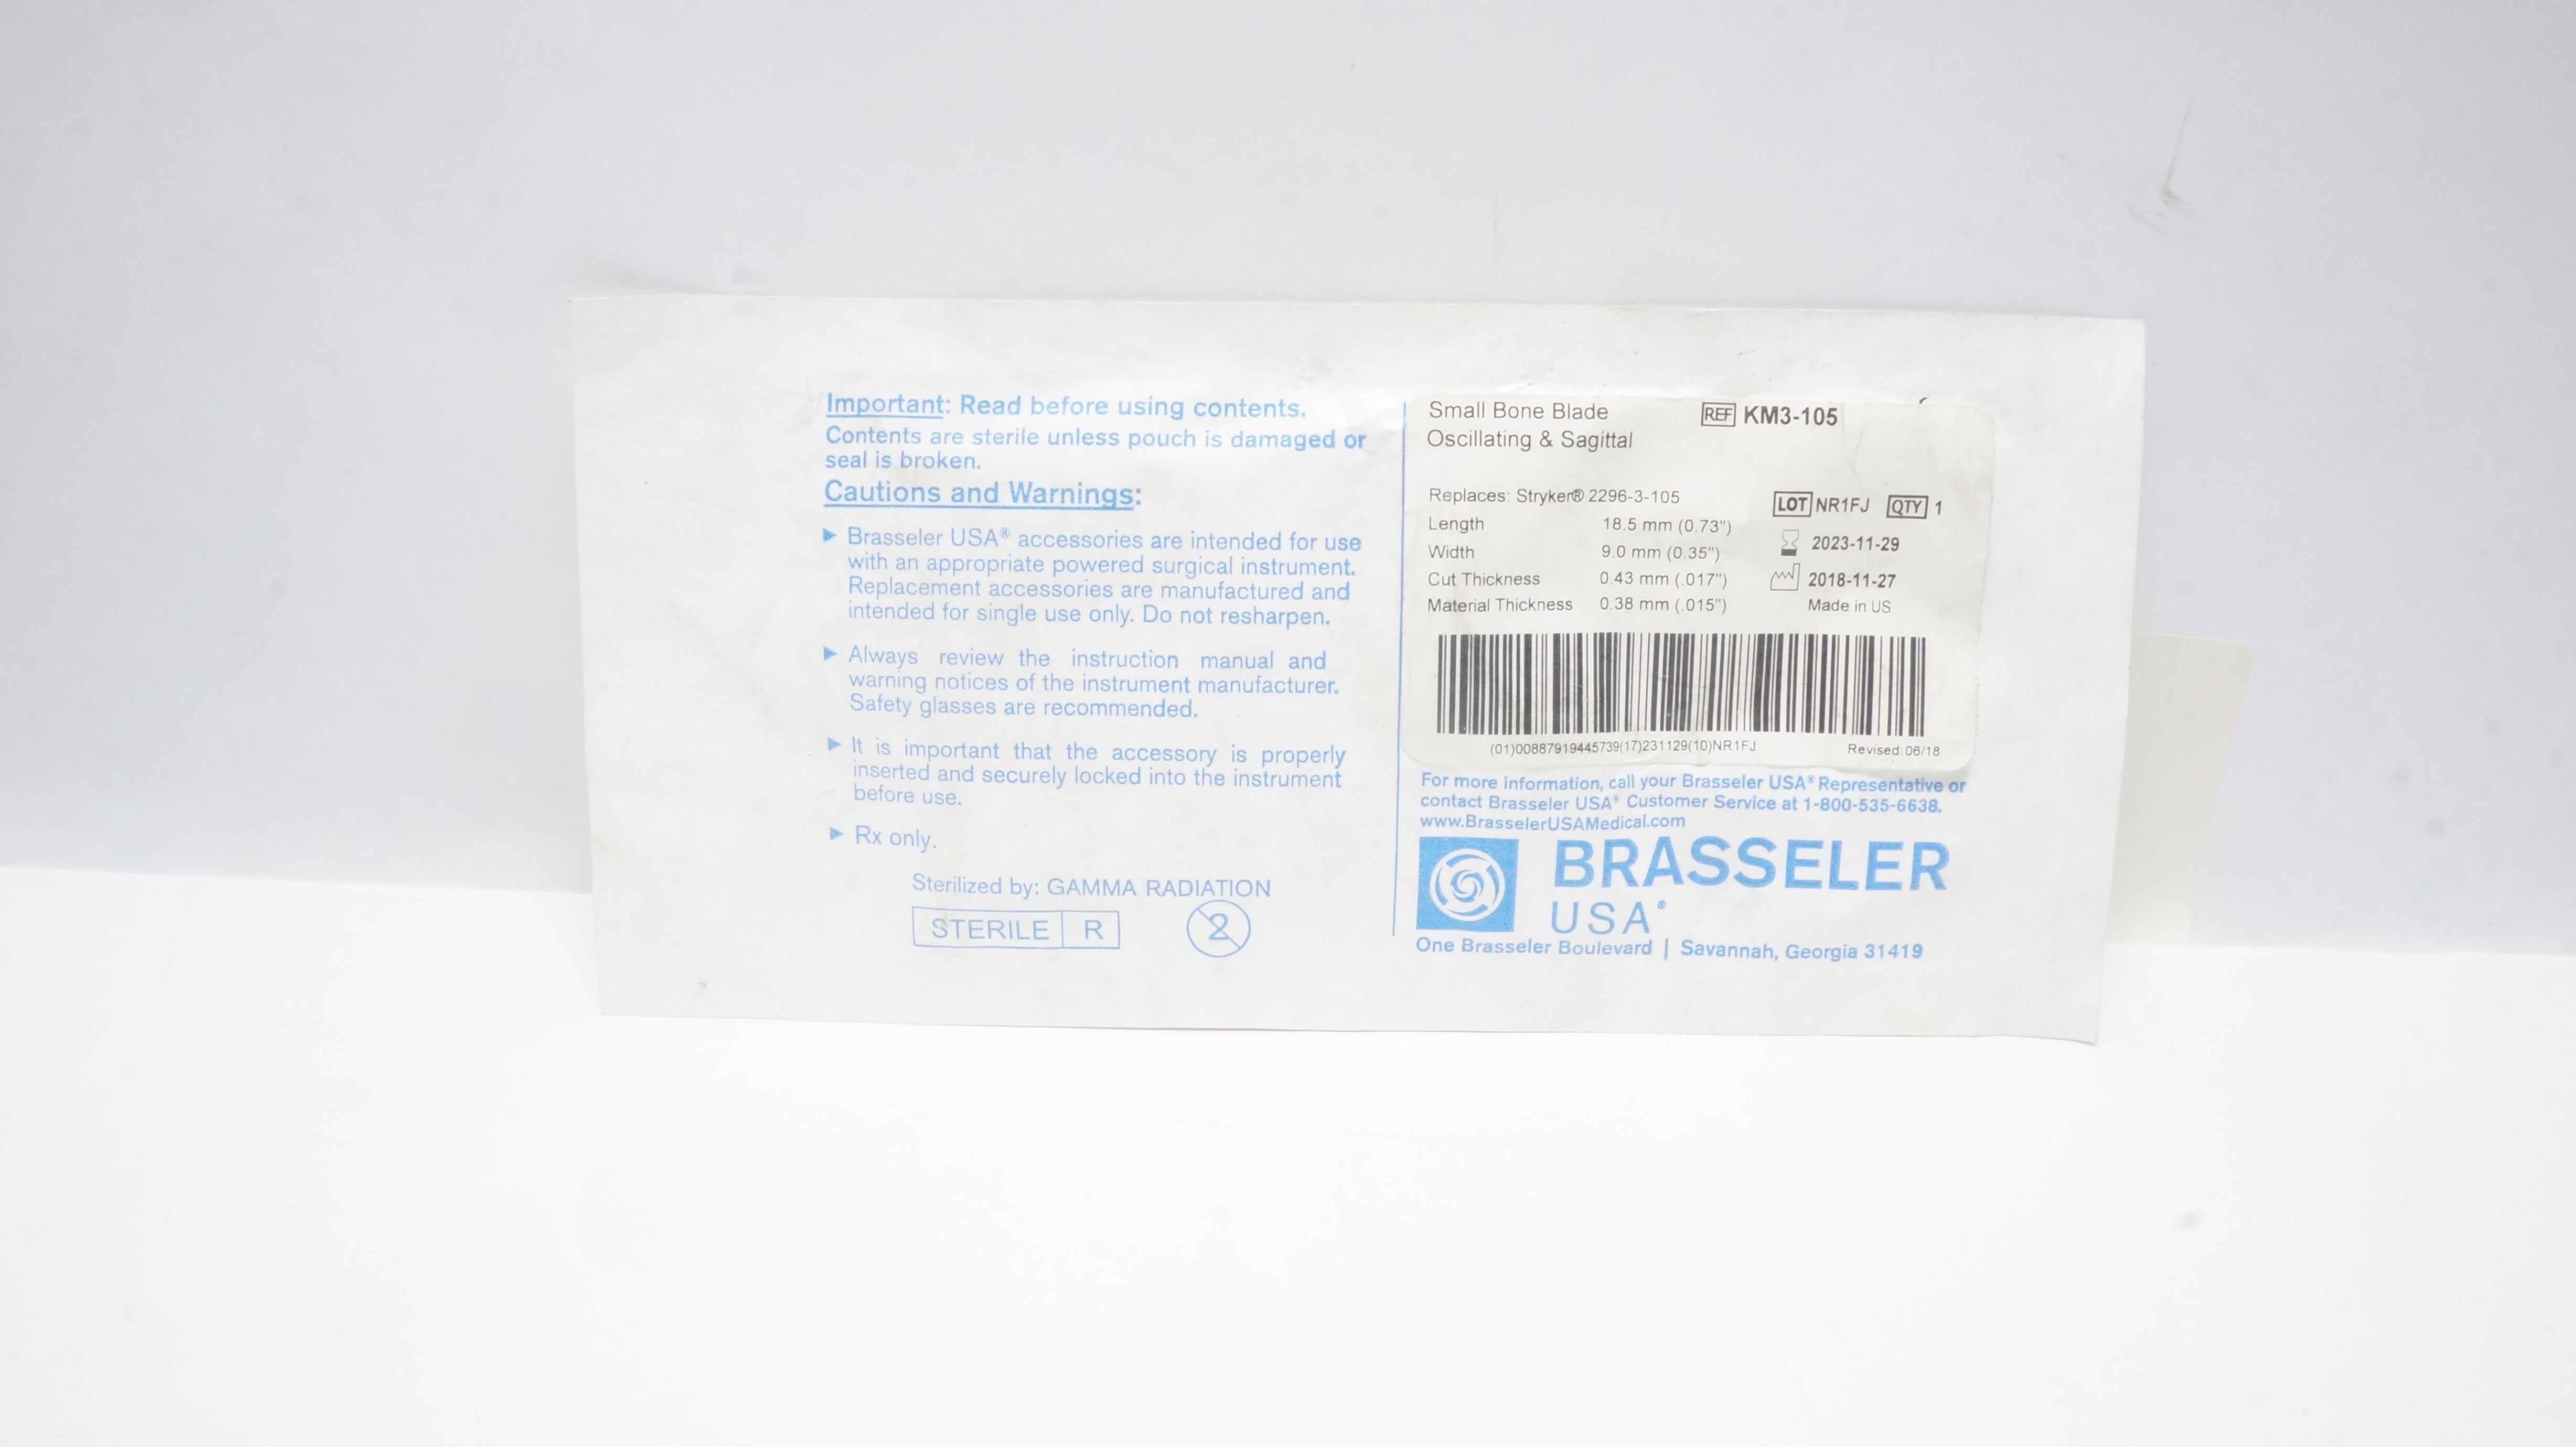 Important: Read before using contents.
Contents are sterile unless pouch is damaged or
seal is broken.
Cautions and Warnings:
▶ Brasseler USA® accessories are intended for use
with an appropriate powered surgical instrument.
Replacement accessories are manufactured and
intended for single use only. Do not resharpen.
▶ Always review the instruction manual and
warning notices of the instrument manufacturer.
Safety glasses are recommended.
▶ It is important that the accessory is properly
inserted and securely locked into the instrument
before use.
▶ Rx only.
Sterilized by: GAMMA RADIATION
STERILE R 2
Small Bone Blade REF KM3-105
Oscillating & Sagittal
Replaces: Stryker® 2296-3-105 LOT NR1FJ QTY 1
Length 18.5 mm (0.73")
Width 9.0 mm (0.35") 2023-11-29
Cut Thickness 0.43 mm (.017") 2018-11-27
Material Thickness 0.38 mm (.015") Made in US
(01)00887919445739(17)231129(10)NR1FJ Revised: 06/18
For more information, call your Brasseler USA® Representative or
contact Brasseler USA® Customer Service at 1-800-535-6638.
www.BrasselerUSAMedical.com
BRASSELER
USA®
One Brasseler Boulevard | Savannah, Georgia 31419